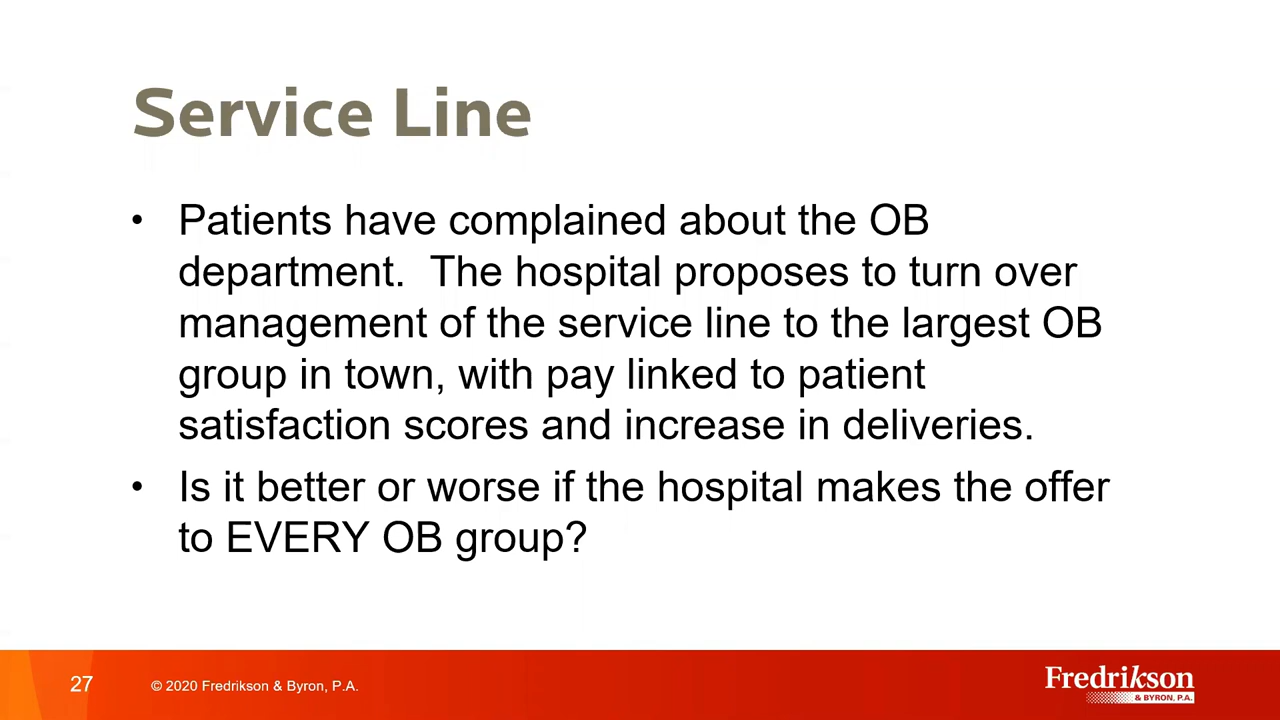 Service Line
• Patients have complained about the OB
department.  The hospital proposes to turn over
management of the service line to the largest OB
group in town, with pay linked to patient
satisfaction scores and increase in deliveries.
• Is it better or worse if the hospital makes the offer
to EVERY OB group?
27
© 2020 Fredrikson & Byron, P.A.
Fredrikson
& BYRON, P.A.